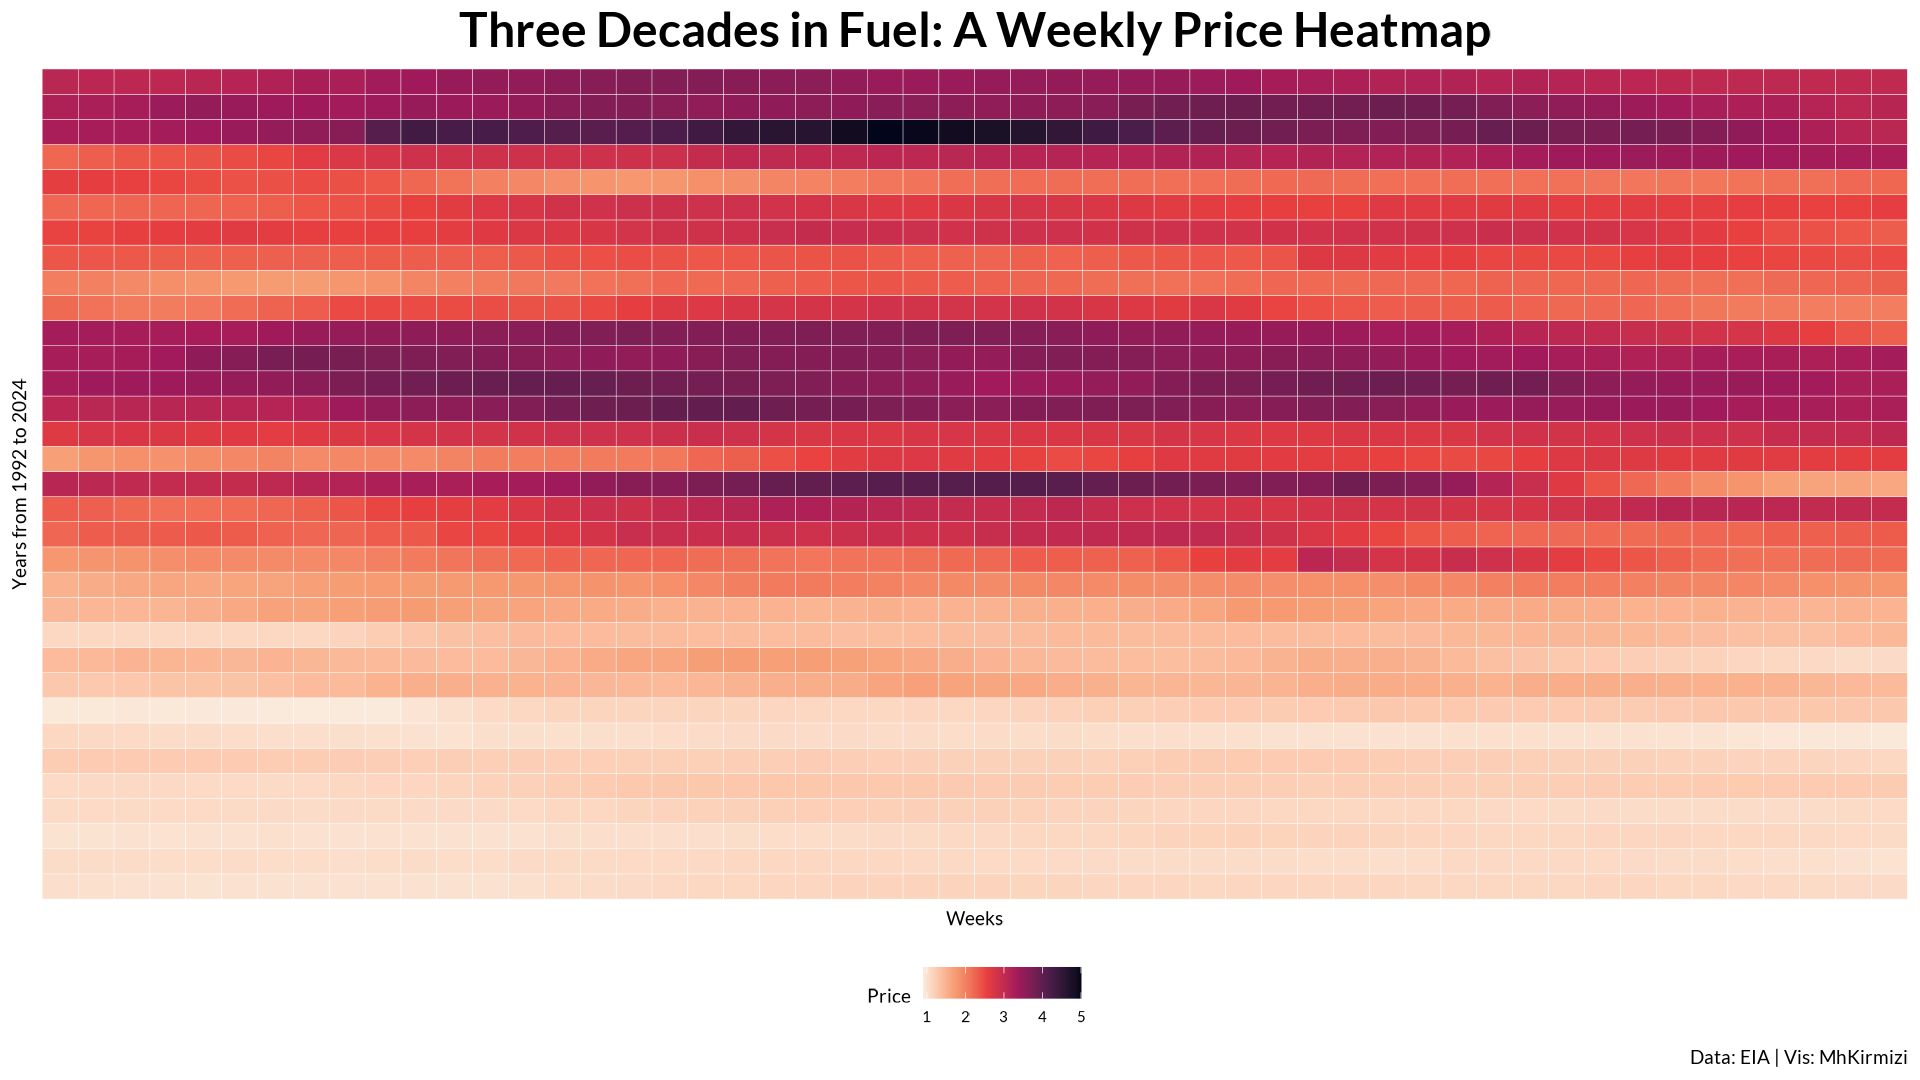 Three Decades in Fuel: A Weekly Price Heatmap
Years from 1992 to 2024
Weeks
Price
1 2 3 4 5
Data: EIA | Vis: MhKirmizi